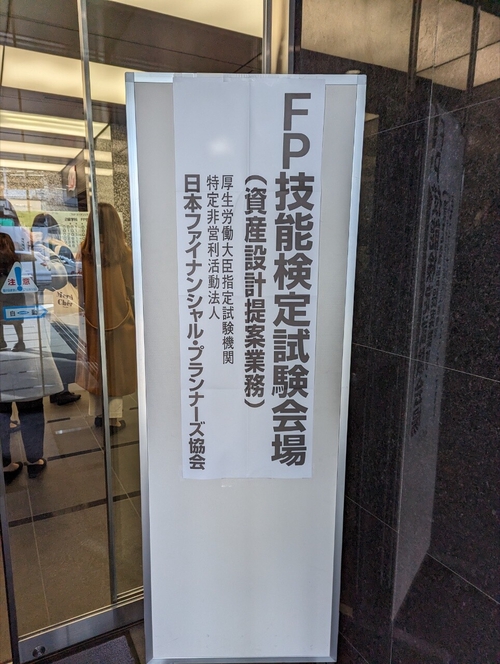 FP技能検定試験会場
(資産設計提案業務)
厚生労働大臣指定試験機関
特定非営利活動法人
日本ファイナンシャル・プランナーズ協会
注意